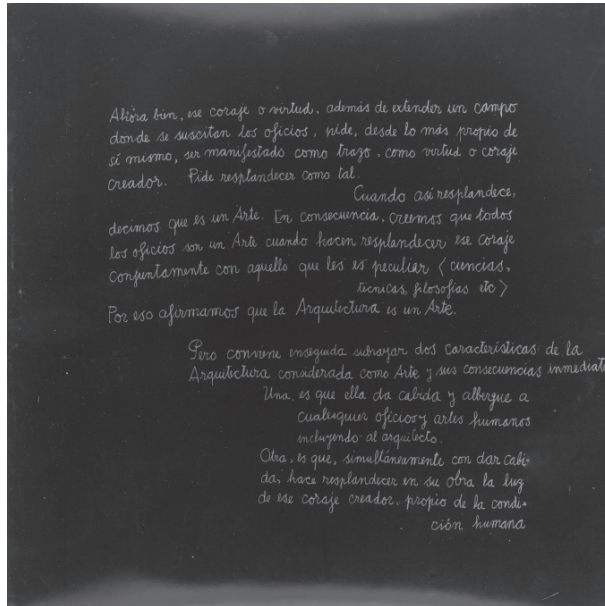 Ahora bien, ese coraje o virtud, además de extender un campo
donde se suscitan los oficios, pide, desde lo más propio de
sí mismo, ser manifestado como trazo, como virtud o coraje
creador. Pide resplandecer como tal.
Cuando así resplandece,
decimos que es un Arte. En consecuencia, creemos que todos
los oficios son un Arte cuando hacen resplandecer ese coraje
conjuntamente con aquello que les es peculiar (ciencias,
técnicas, filosofías etc)
Por eso afirmamos que la Arquitectura es un Arte.
Pero conviene enseguida subrayar dos características de la
Arquitectura considerada como Arte y sus consecuencias inmediat
Una, es que ella da cabida y albergue a
cualesquier oficios y artes humanos
incluyendo al arquitecto.
Otra, es que, simultáneamente con dar cabi-
da, hace resplandecer en su obra la luz
de ese coraje creador, propio de la condi-
ción humana